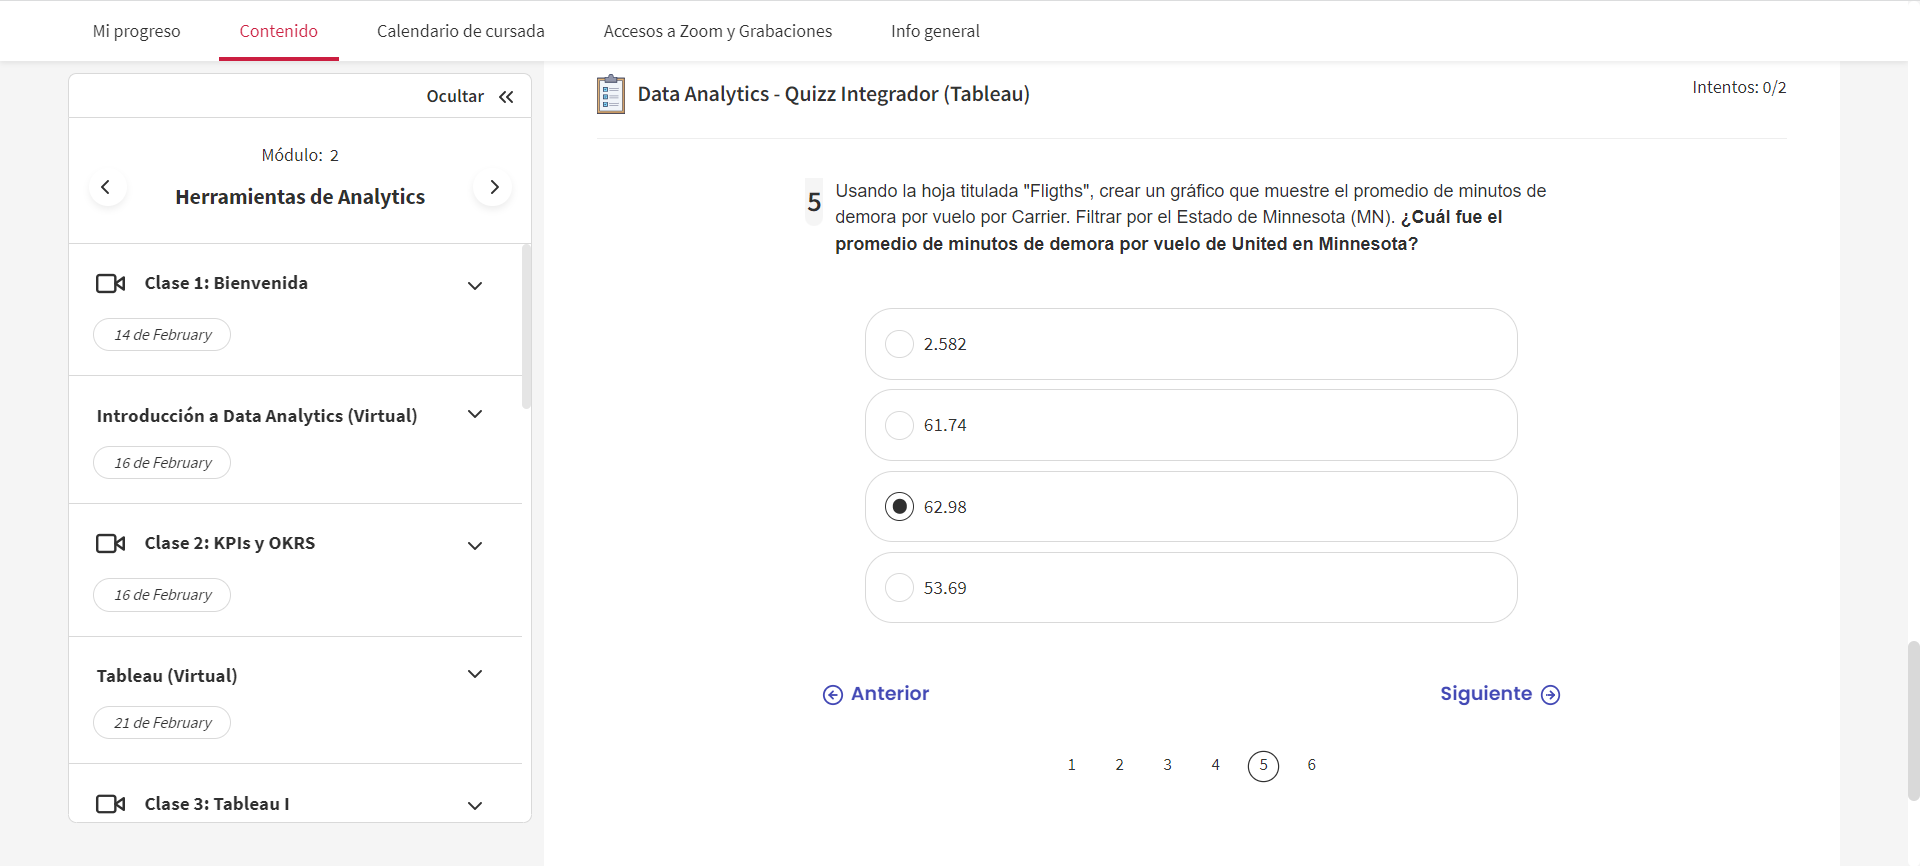 Mi progreso
Contenido
Calendario de cursada
Accesos a Zoom y Grabaciones
Info general
Ocultar
Módulo: 2
Herramientas de Analytics
Clase 1: Bienvenida
14 de February
Introducción a Data Analytics (Virtual)
16 de February
Clase 2: KPIs y OKRS
16 de February
Tableau (Virtual)
21 de February
Clase 3: Tableau I
Data Analytics - Quizz Integrador (Tableau)
Intentos: 0/2
5
Usando la hoja titulada "Fligths", crear un gráfico que muestre el promedio de minutos de
demora por vuelo por Carrier. Filtrar por el Estado de Minnesota (MN). ¿Cuál fue el
promedio de minutos de demora por vuelo de United en Minnesota?
2.582
61.74
62.98
53.69
Anterior
Siguiente
1 2 3 4 5 6